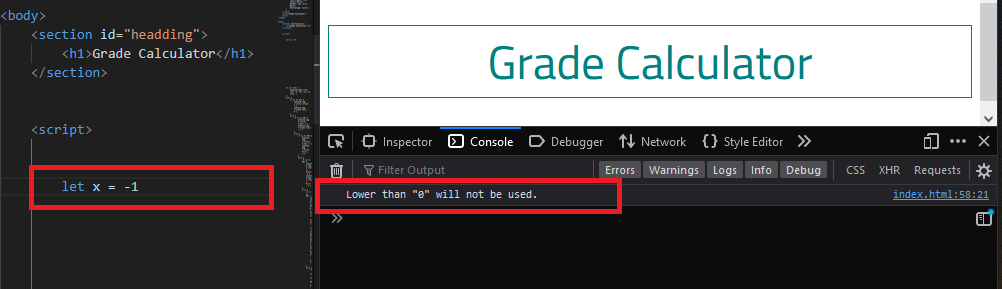 <body>
<section id="headding">
<h1>Grade Calculator</h1>
</section>
<script>
let x = -1
Grade Calculator
Inspector Console Debugger Network {} Style Editor
Filter Output Errors Warnings Logs Info Debug CSS XHR Requests
Lower than "0" will not be used. index.html:58:21